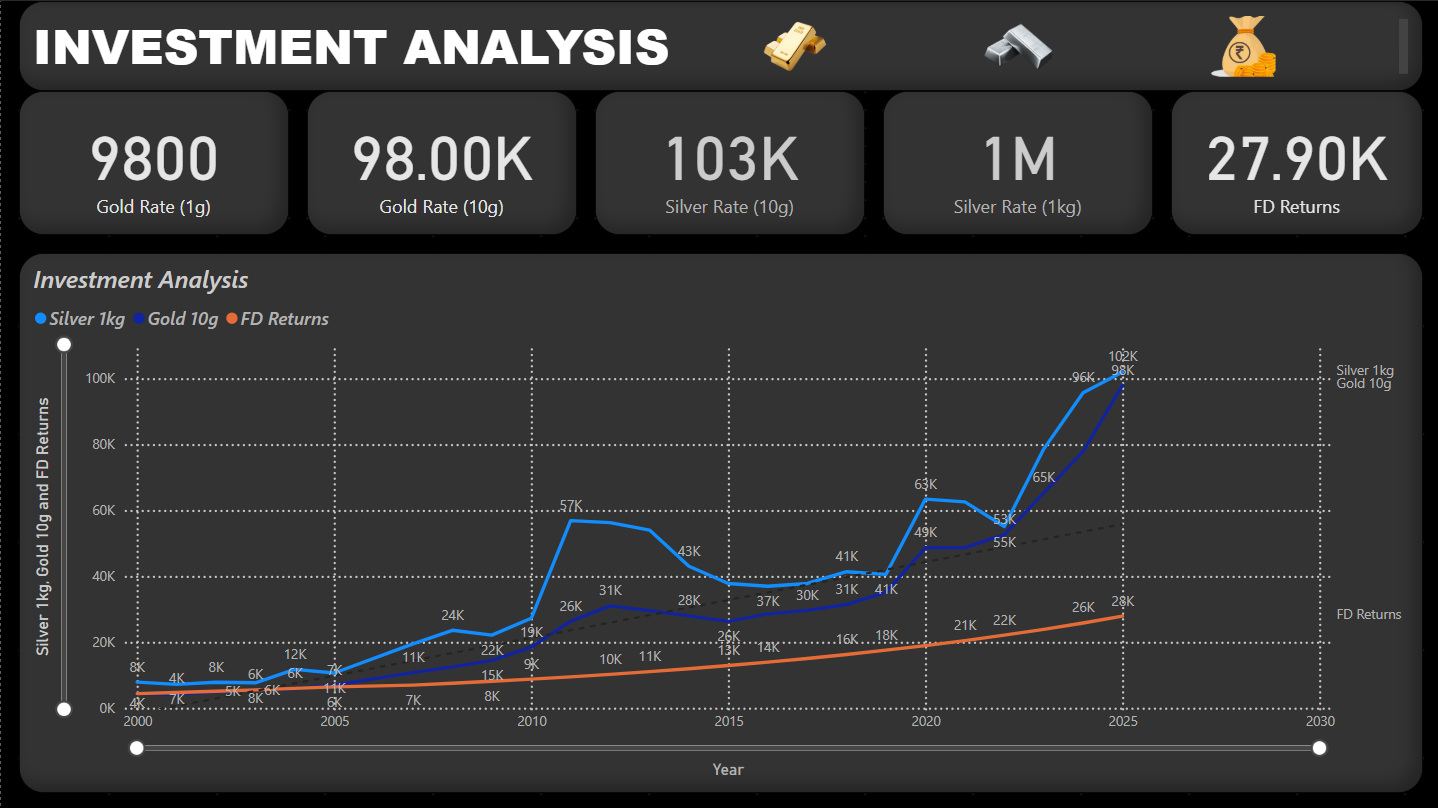 INVESTMENT ANALYSIS
₹
9800
Gold Rate (1g)
98.00K
Gold Rate (10g)
103K
Silver Rate (10g)
1M
Silver Rate (1kg)
27.90K
FD Returns
Investment Analysis
Silver 1kg Gold 10g FD Returns
Silver 1kg, Gold 10g and FD Returns
100K
80K
60K
40K
20K
0K
8K
4K
4K
7K
8K
5K
6K
8K
6K
12K
6K
7K
11K
6K
11K
7K
24K
22K
15K
8K
19K
9K
57K
26K
31K
10K
11K
43K
28K
26K
13K
37K
14K
30K
41K
31K
16K
41K
18K
63K
49K
21K
53K
55K
22K
65K
96K
26K
102K
98K
28K
Silver 1kg
Gold 10g
FD Returns
2000 2005 2010 2015 2020 2025 2030
Year